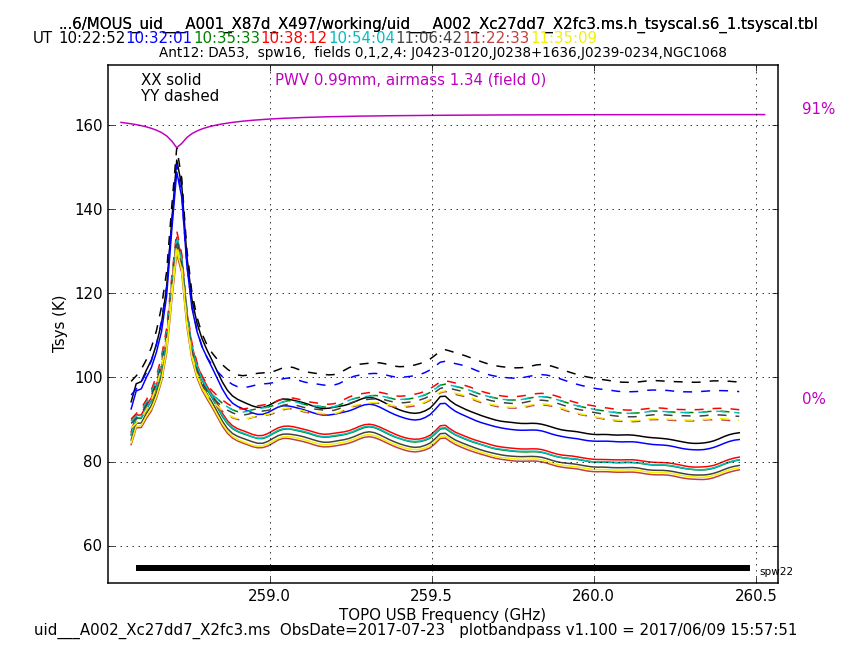 ...6/MOUS_uid___A001_X87d_X497/working/uid___A002_Xc27dd7_X2fc3.ms.h_tsyscal.s6_1.tsyscal.tbl
UT 10:22:52 10:32:01 10:35:33 10:38:12 10:54:04 11:06:42 11:22:33 11:35:09
Ant12: DA53, spw16, fields 0,1,2,4: J0423-0120,J0238+1636,J0239-0234,NGC1068
XX solid
YY dashed
PWV 0.99mm, airmass 1.34 (field 0)
91%
0%
160
140
120
100
80
60
Tsys (K)
spw22
259.0 259.5 260.0 260.5
TOPO USB Frequency (GHz)
uid___A002_Xc27dd7_X2fc3.ms ObsDate=2017-07-23 plotbandpass v1.100 = 2017/06/09 15:57:51